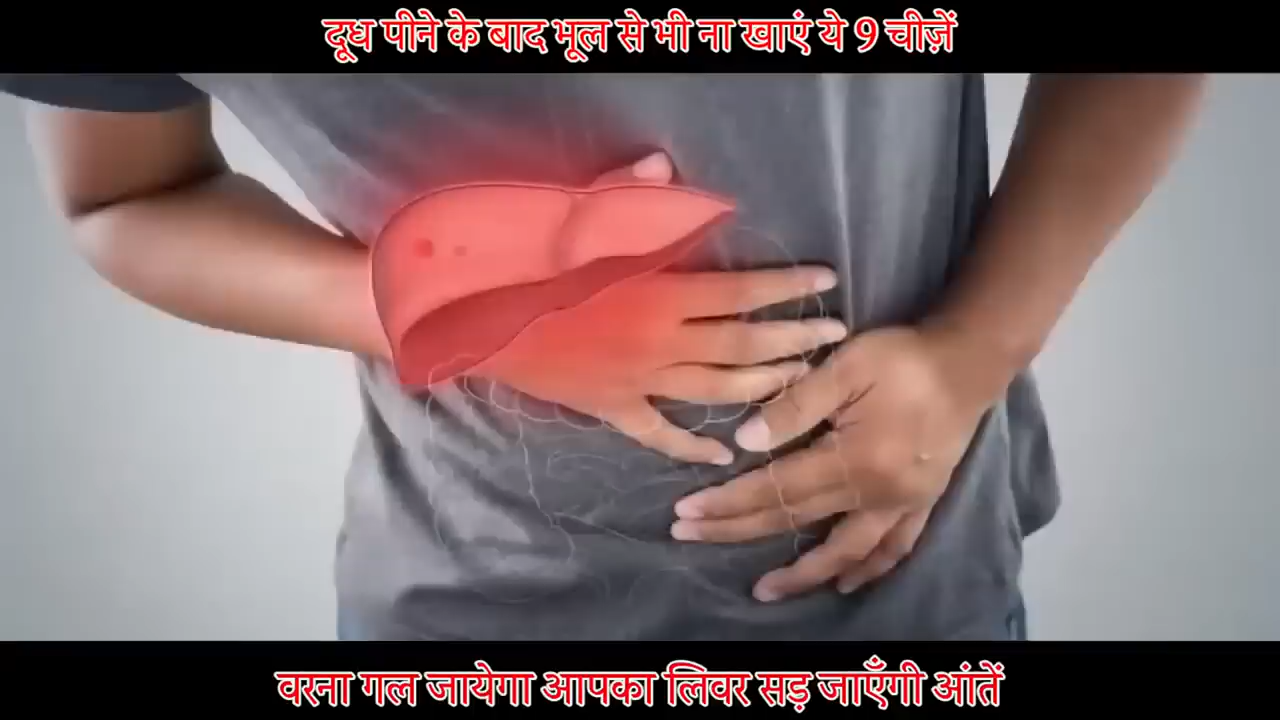 दूध पीने के बाद भूल से भी ना खाएं ये 9 चीज़ें
वरना गल जायेगा आपका लिवर सड़ जाएँगी आंतें